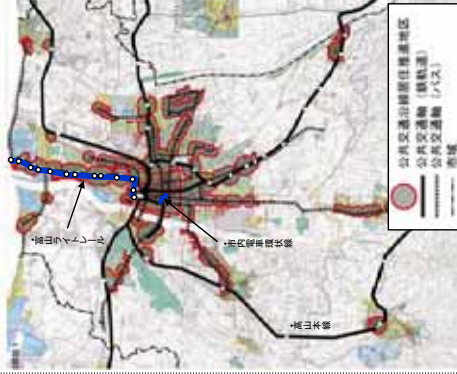 ・富山ライトレール
・市内電車環状線
・高山本線
公共交通沿線居住推進地区
公共交通軸（鉄軌道）
公共交通軸（バス）
市域